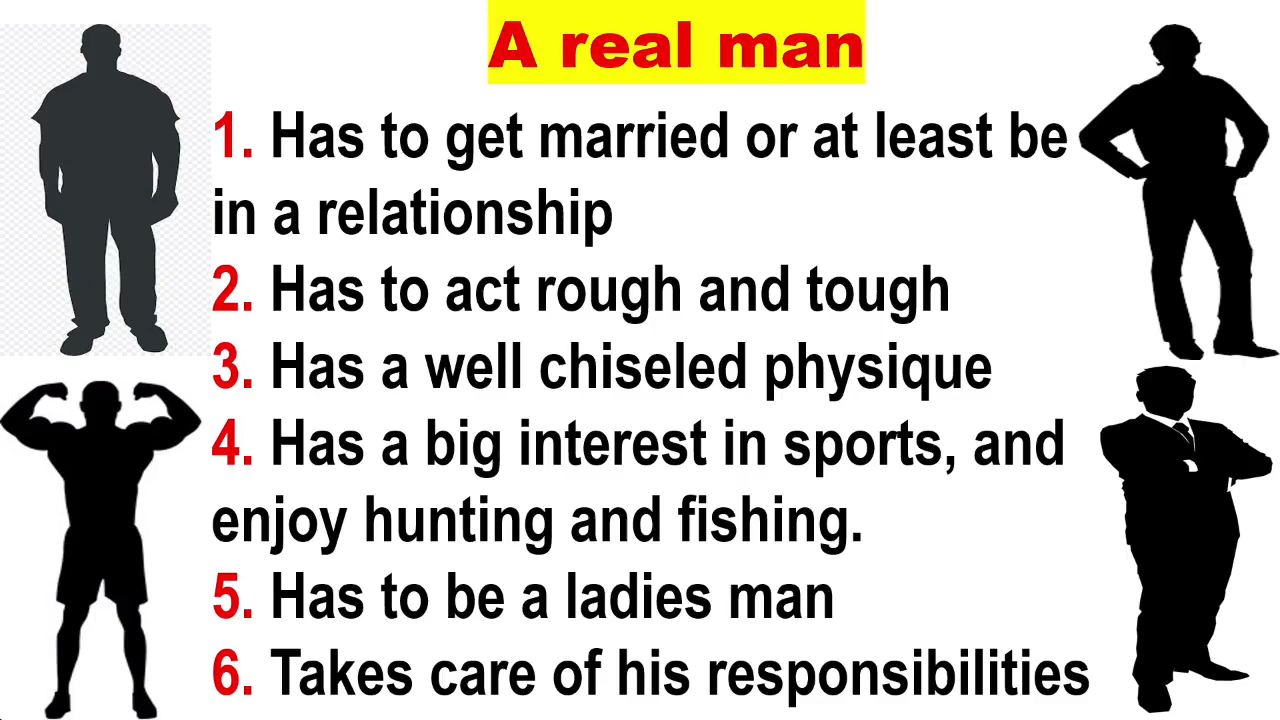 A real man
1. Has to get married or at least be
in a relationship
2. Has to act rough and tough
3. Has a well chiseled physique
4. Has a big interest in sports, and
enjoy hunting and fishing.
5. Has to be a ladies man
6. Takes care of his responsibilities